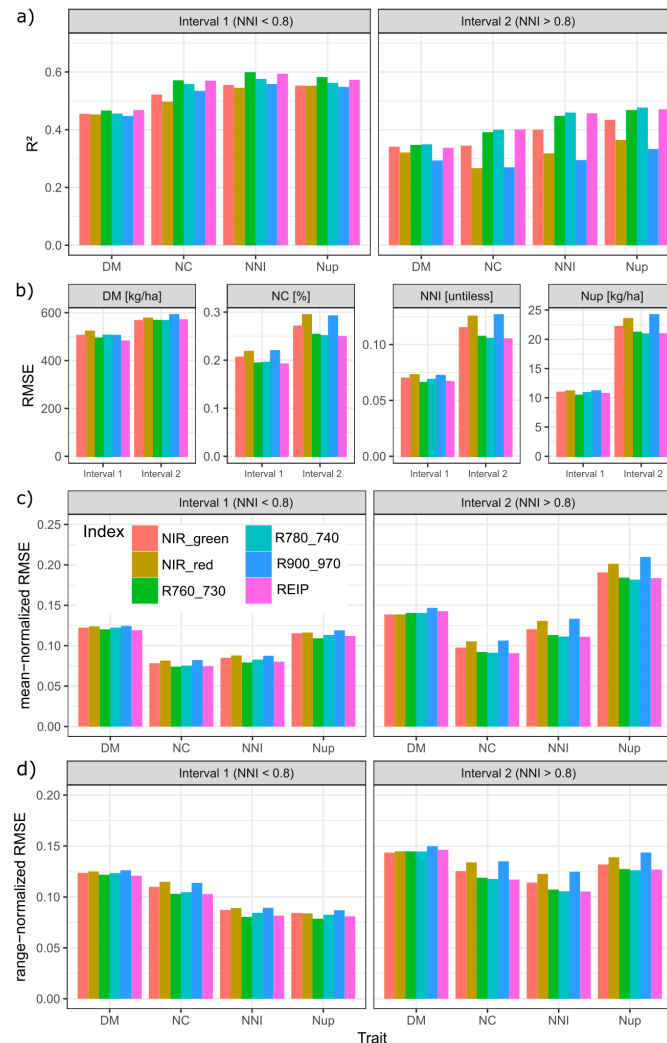 a)
Interval 1 (NNI < 0.8)
Interval 2 (NNI > 0.8)
R²
0.6
0.4
0.2
0.0
DM
NC
NNI
Nup
DM
NC
NNI
Nup
b)
DM [kg/ha]
NC [%]
NNI [untiless]
Nup [kg/ha]
RMSE
600
400
200
0
0.3
0.2
0.1
0.0
0.10
0.05
0.00
25
20
15
10
5
0
Interval 1
Interval 2
Interval 1
Interval 2
Interval 1
Interval 2
Interval 1
Interval 2
c)
Interval 1 (NNI < 0.8)
Interval 2 (NNI > 0.8)
mean−normalized RMSE
0.25
0.20
0.15
0.10
0.05
0.00
Index
NIR_green
NIR_red
R760_730
R780_740
R900_970
REIP
DM
NC
NNI
Nup
DM
NC
NNI
Nup
d)
Interval 1 (NNI < 0.8)
Interval 2 (NNI > 0.8)
range−normalized RMSE
0.20
0.15
0.10
0.05
0.00
DM
NC
NNI
Nup
DM
NC
NNI
Nup
Trait